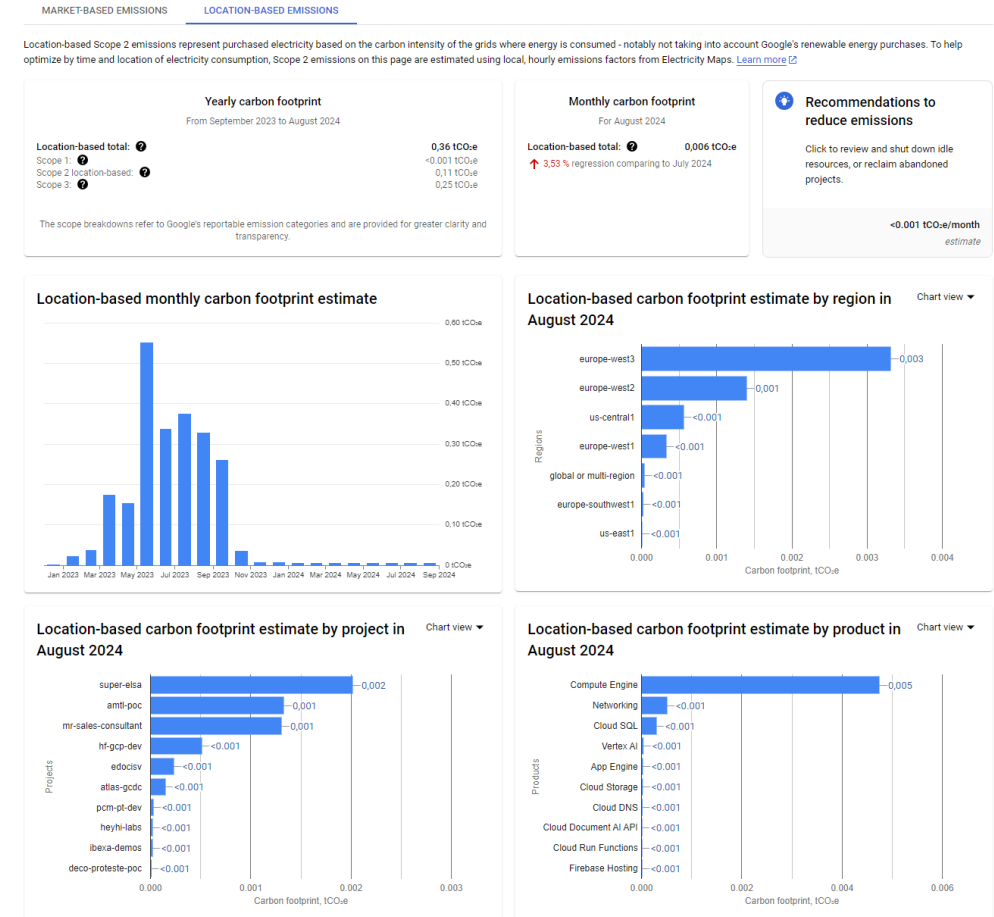 MARKET-BASED EMISSIONS
LOCATION-BASED EMISSIONS
Location-based Scope 2 emissions represent purchased electricity based on the carbon intensity of the grids where energy is consumed - notably not taking into account Google's renewable energy purchases. To help
optimize by time and location of electricity consumption, Scope 2 emissions on this page are estimated using local, hourly emissions factors from Electricity Maps. Learn more
Yearly carbon footprint
From September 2023 to August 2024
Location-based total: 0,36 tCO₂e
Scope 1: <0.001 tCO₂e
Scope 2 location-based: 0,11 tCO₂e
Scope 3: 0,25 tCO₂e
The scope breakdowns refer to Google's reportable emission categories and are provided for greater clarity and
transparency.
Monthly carbon footprint
For August 2024
Location-based total: 0,006 tCO₂e
3,53 % regression comparing to July 2024
Recommendations to
reduce emissions
Click to review and shut down idle
resources, or reclaim abandoned
projects.
<0.001 tCO₂e/month
estimate
Location-based monthly carbon footprint estimate
0,60 tCO₂e
0,50 tCO₂e
0,40 tCO₂e
0,30 tCO₂e
0,20 tCO₂e
0,10 tCO₂e
0 tCO₂e
Jan 2023 Mar 2023 May 2023 Jul 2023 Sep 2023 Nov 2023 Jan 2024 Mar 2024 May 2024 Jul 2024 Sep 2024
Location-based carbon footprint estimate by region in
August 2024
Chart view
Regions
europe-west3 0,003
europe-west2 0,001
us-central1 <0.001
europe-west1 <0.001
global or multi-region <0.001
europe-southwest1 <0.001
us-east1 <0.001
0.000 0.001 0.002 0.003 0.004
Carbon footprint, tCO₂e
Location-based carbon footprint estimate by project in
August 2024
Chart view
Projects
super-elsa 0,002
amti-poc 0,001
mr-sales-consultant 0,001
hf-gcp-dev <0.001
edocisv <0.001
atlas-gcdc <0.001
pcm-pt-dev <0.001
heyhi-labs <0.001
ibexa-demos <0.001
deco-proteste-poc <0.001
0.000 0.001 0.002 0.003
Carbon footprint, tCO₂e
Location-based carbon footprint estimate by product in
August 2024
Chart view
Products
Compute Engine 0,005
Networking <0.001
Cloud SQL <0.001
Vertex AI <0.001
App Engine <0.001
Cloud Storage <0.001
Cloud DNS <0.001
Cloud Document AI API <0.001
Cloud Run Functions <0.001
Firebase Hosting <0.001
0.000 0.002 0.004 0.006
Carbon footprint, tCO₂e